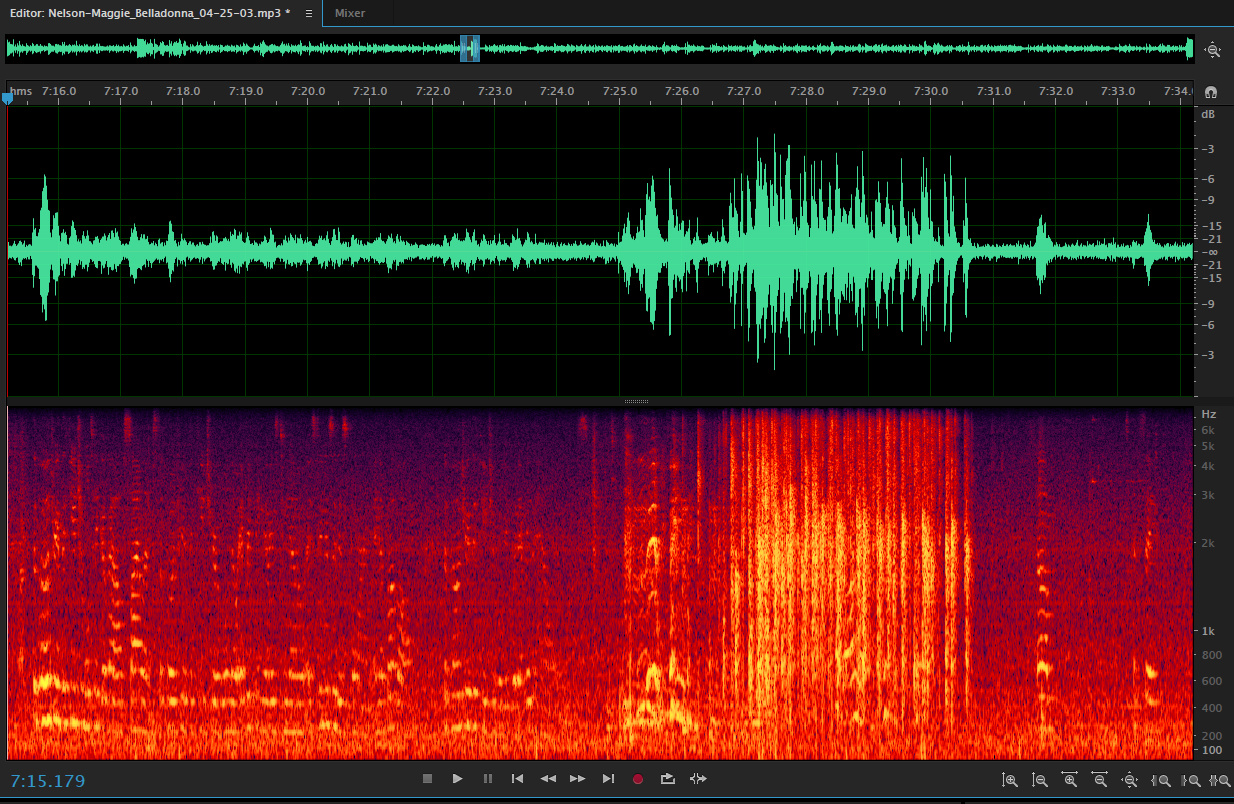 Editor: Nelson-Maggie_Belladonna_04-25-03.mp3 * ≡ Mixer
hms 7:16.0 7:17.0 7:18.0 7:19.0 7:20.0 7:21.0 7:22.0 7:23.0 7:24.0 7:25.0 7:26.0 7:27.0 7:28.0 7:29.0 7:30.0 7:31.0 7:32.0 7:33.0 7:34.
dB
-3
-6
-9
-15
-21
-∞
-21
-15
-9
-6
-3
Hz
6k
5k
4k
3k
2k
1k
800
600
400
200
100
7:15.179